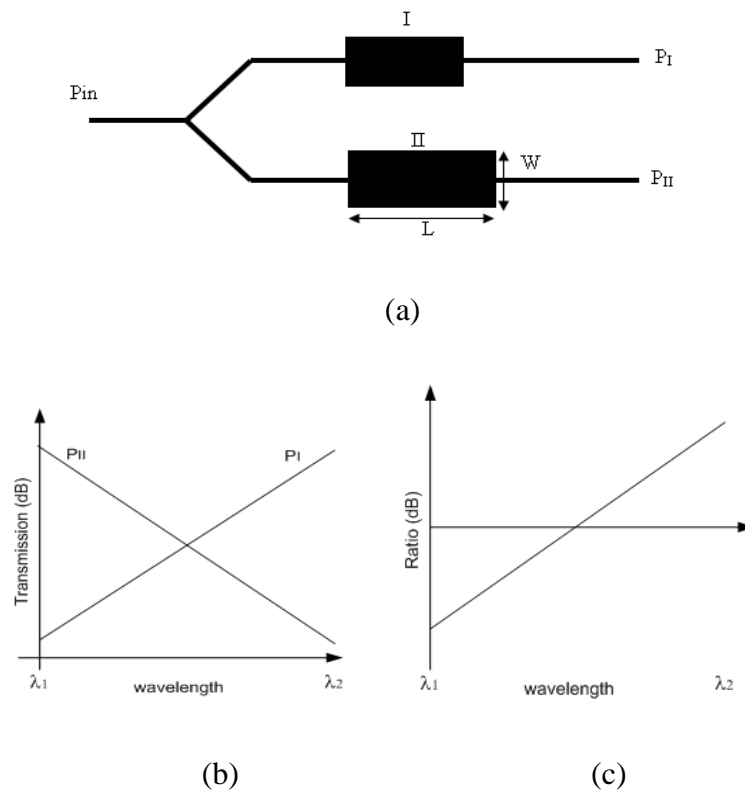 I
Pin
PI
II
W
PII
L
(a)
Transmission (dB)
PII
PI
λ1
wavelength
λ2
(b)
Ratio (dB)
λ1
wavelength
λ2
(c)